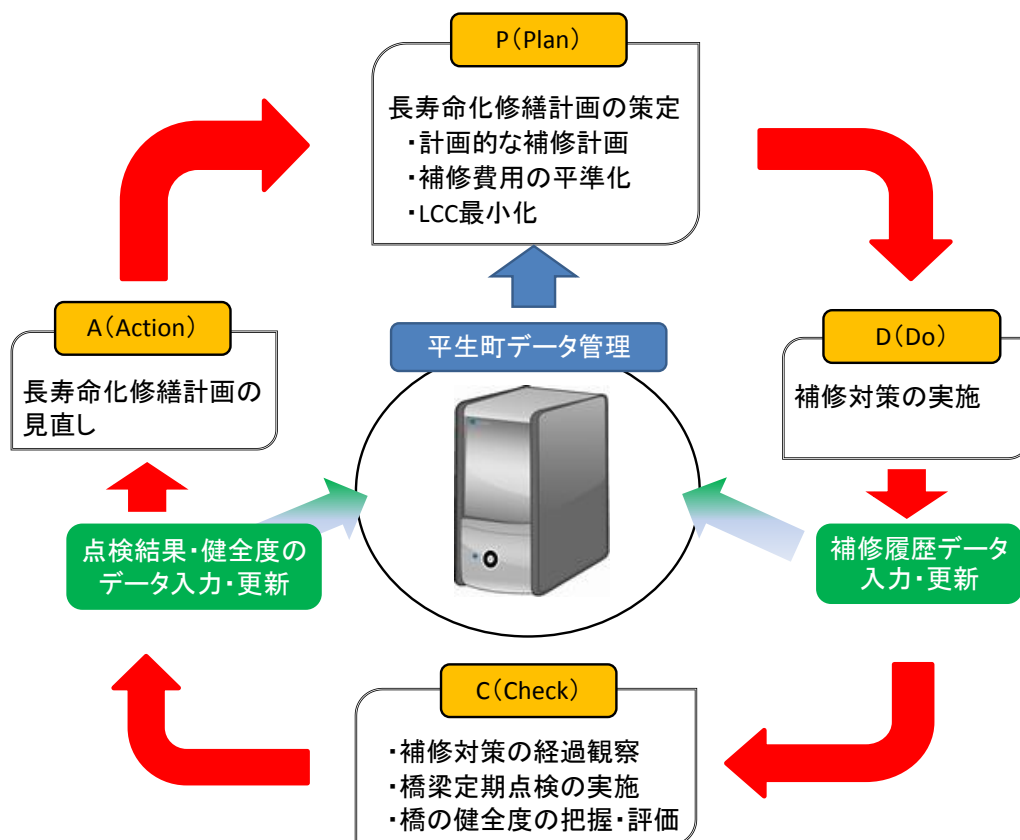 P(Plan)
長寿命化修繕計画の策定
・計画的な補修計画
・補修費用の平準化
・LCC最小化
A(Action)
長寿命化修繕計画の
見直し
平生町データ管理
D(Do)
補修対策の実施
点検結果・健全度の
データ入力・更新
補修履歴データ
入力・更新
C(Check)
・補修対策の経過観察
・橋梁定期点検の実施
・橋の健全度の把握・評価